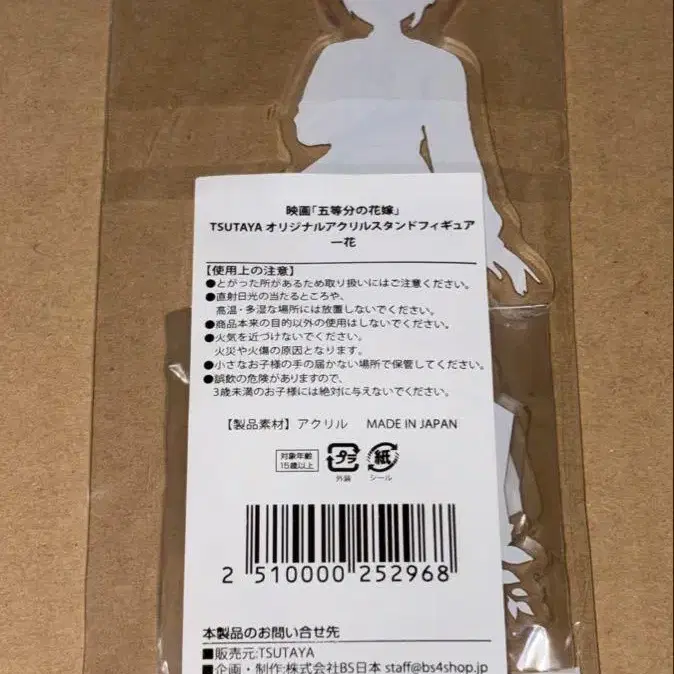 映画「五等分の花嫁」
TSUTAYA オリジナルアクリルスタンドフィギュア
一花
【使用上の注意】
●とがった所があるため取り扱いにはご注意ください。
●直射日光の当たるところや、
高温・多湿な場所には放置しないでください。
●商品本来の目的以外の使用はしないでください。
●火気を近づけないでください。
火災や火傷の原因となります。
●小さなお子様の手の届かない場所で保管してください。
●誤飲の危険がありますので、
3歳未満のお子様には絶対に与えないでください。
【製品素材】アクリル MADE IN JAPAN
対象年齢
15歳以上
プラ
外装
紙
シール
2 510000 252968
本製品のお問い合せ先
■販売元:TSUTAYA
■企画・制作:株式会社BS日本 staff@bs4shop.jp